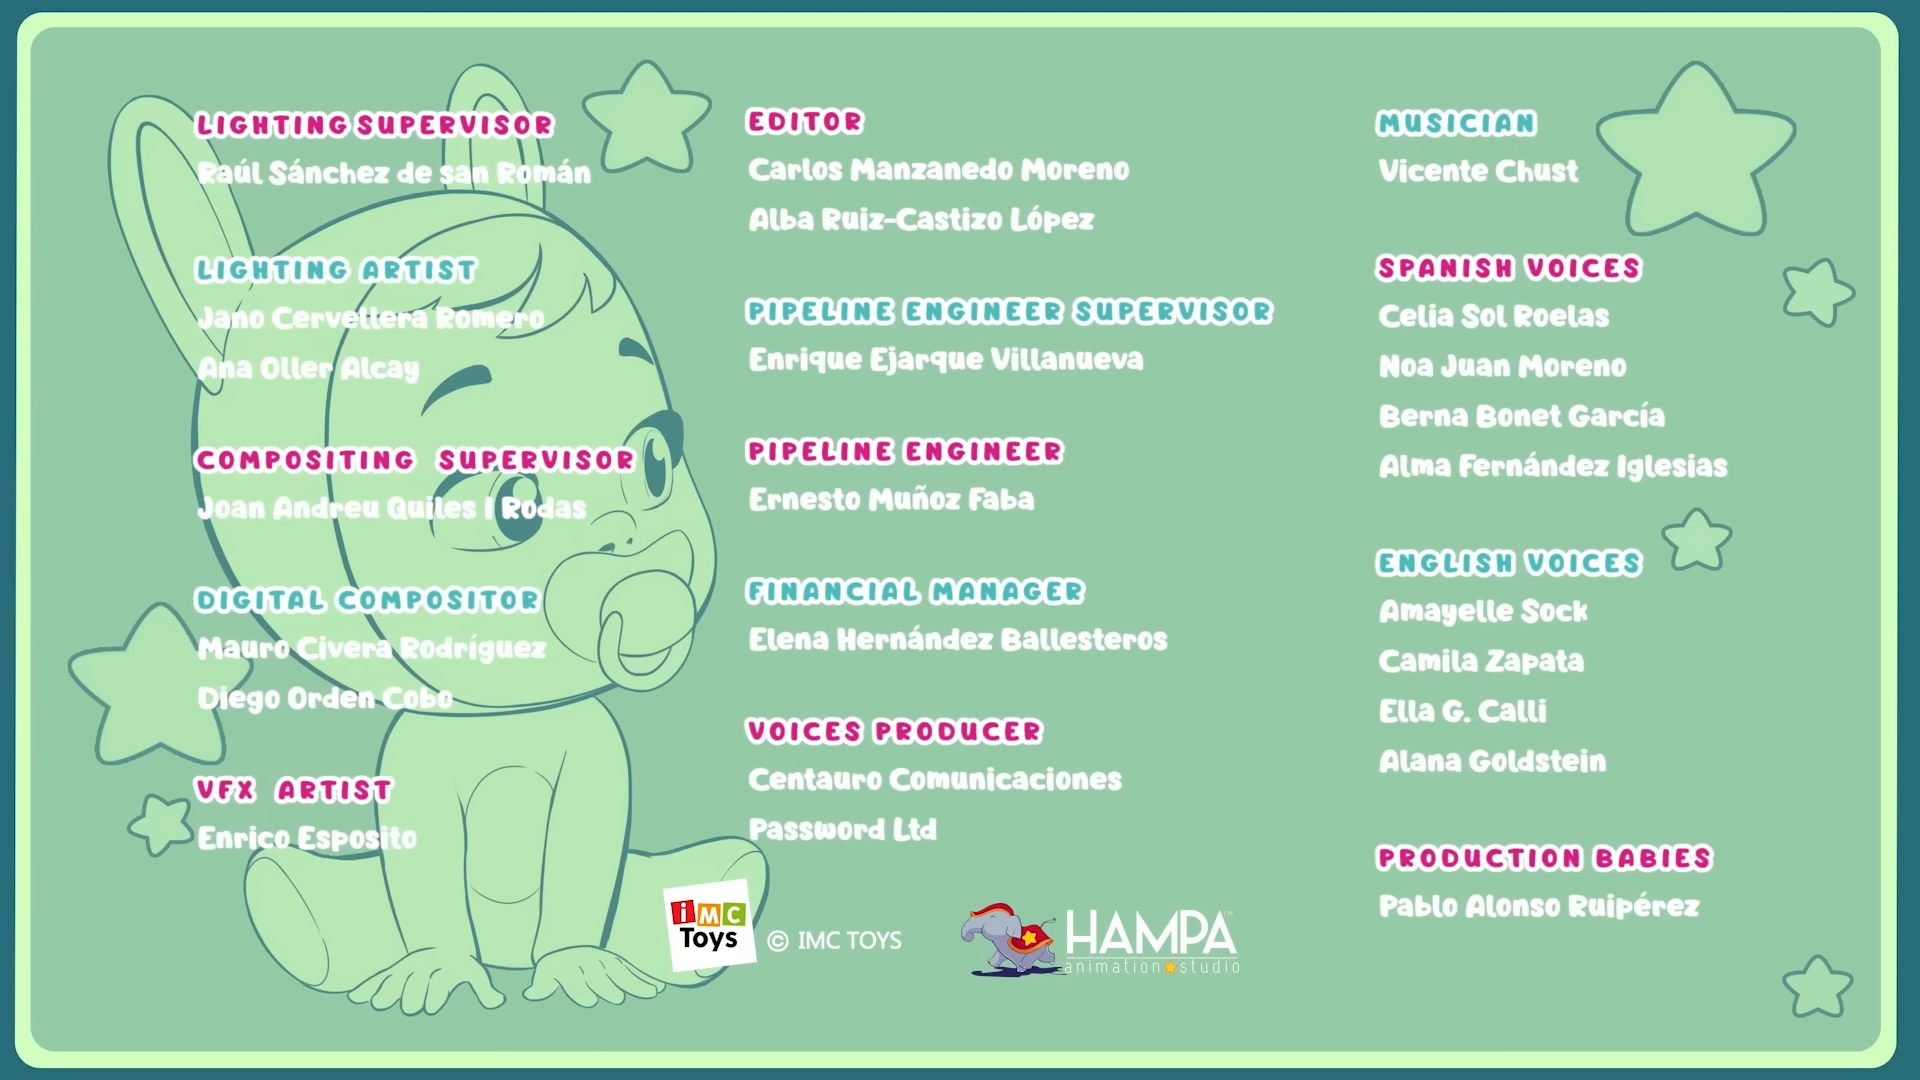 LIGHTING SUPERVISOR
Raúl Sánchez de san Román
LIGHTING ARTIST
Jano Cervellera Romero
Ana Oller Alcay
COMPOSITING SUPERVISOR
Joan Andreu Quiles I Rodas
DIGITAL COMPOSITOR
Mauro Civera Rodríguez
Diego Orden Cobo
VFX ARTIST
Enrico Esposito
EDITOR
Carlos Manzanedo Moreno
Alba Ruiz-Castizo López
PIPELINE ENGINEER SUPERVISOR
Enrique Ejarque Villanueva
PIPELINE ENGINEER
Ernesto Muñoz Faba
FINANCIAL MANAGER
Elena Hernández Ballesteros
VOICES PRODUCER
Centauro Comunicaciones
Password Ltd
MUSICIAN
Vicente Chust
SPANISH VOICES
Celia Sol Roelas
Noa Juan Moreno
Berna Bonet García
Alma Fernández Iglesias
ENGLISH VOICES
Amayelle Sock
Camila Zapata
Ella G. Calli
Alana Goldstein
PRODUCTION BABIES
Pablo Alonso Ruipérez
iMC
Toys
© IMC TOYS
HAMPA™
animation studio